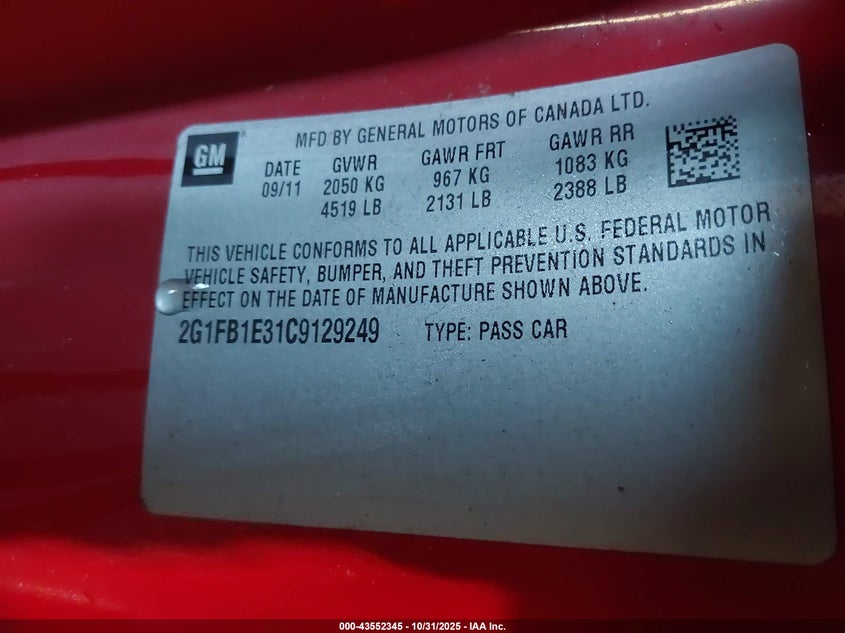 MFD BY GENERAL MOTORS OF CANADA LTD.
GM
DATE GVWR GAWR FRT GAWR RR
09/11 2050 KG 967 KG 1083 KG
4519 LB 2131 LB 2388 LB
THIS VEHICLE CONFORMS TO ALL APPLICABLE U.S. FEDERAL MOTOR
VEHICLE SAFETY, BUMPER, AND THEFT PREVENTION STANDARDS IN
EFFECT ON THE DATE OF MANUFACTURE SHOWN ABOVE.
2G1FB1E31C9129249 TYPE: PASS CAR
000-43552345 - 10/31/2025 - IAA Inc.